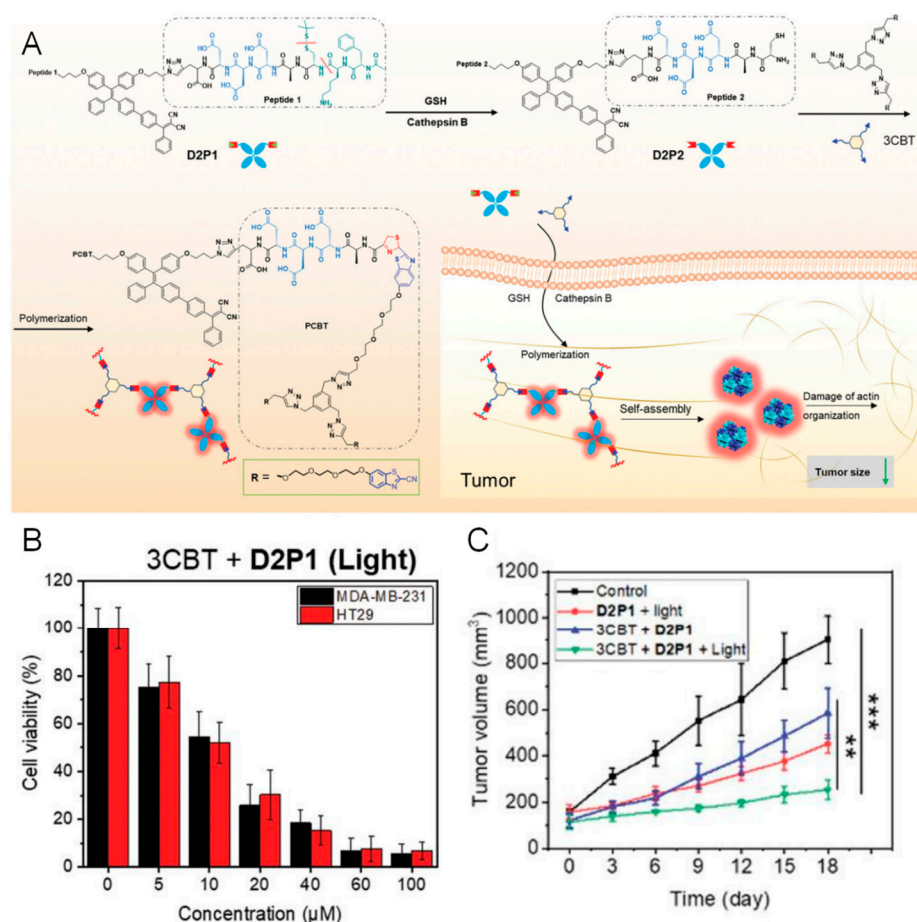 A
Peptide 1
Peptide 1
D2P1
GSH
Cathepsin B
Peptide 2
Peptide 2
D2P2
3CBT
PCBT
PCBT
Polymerization
R =
GSH
Cathepsin B
Polymerization
Self-assembly
Damage of actin
organization
Tumor
Tumor size
B
3CBT + D2P1 (Light)
MDA-MB-231
HT29
Cell viability (%)
120
100
80
60
40
20
0
0 5 10 20 40 60 100
Concentration (µM)
C
Control
D2P1 + light
3CBT + D2P1
3CBT + D2P1 + Light
Tumor volume (mm³)
1200
1000
800
600
400
200
0
**
***
0 3 6 9 12 15 18
Time (day)